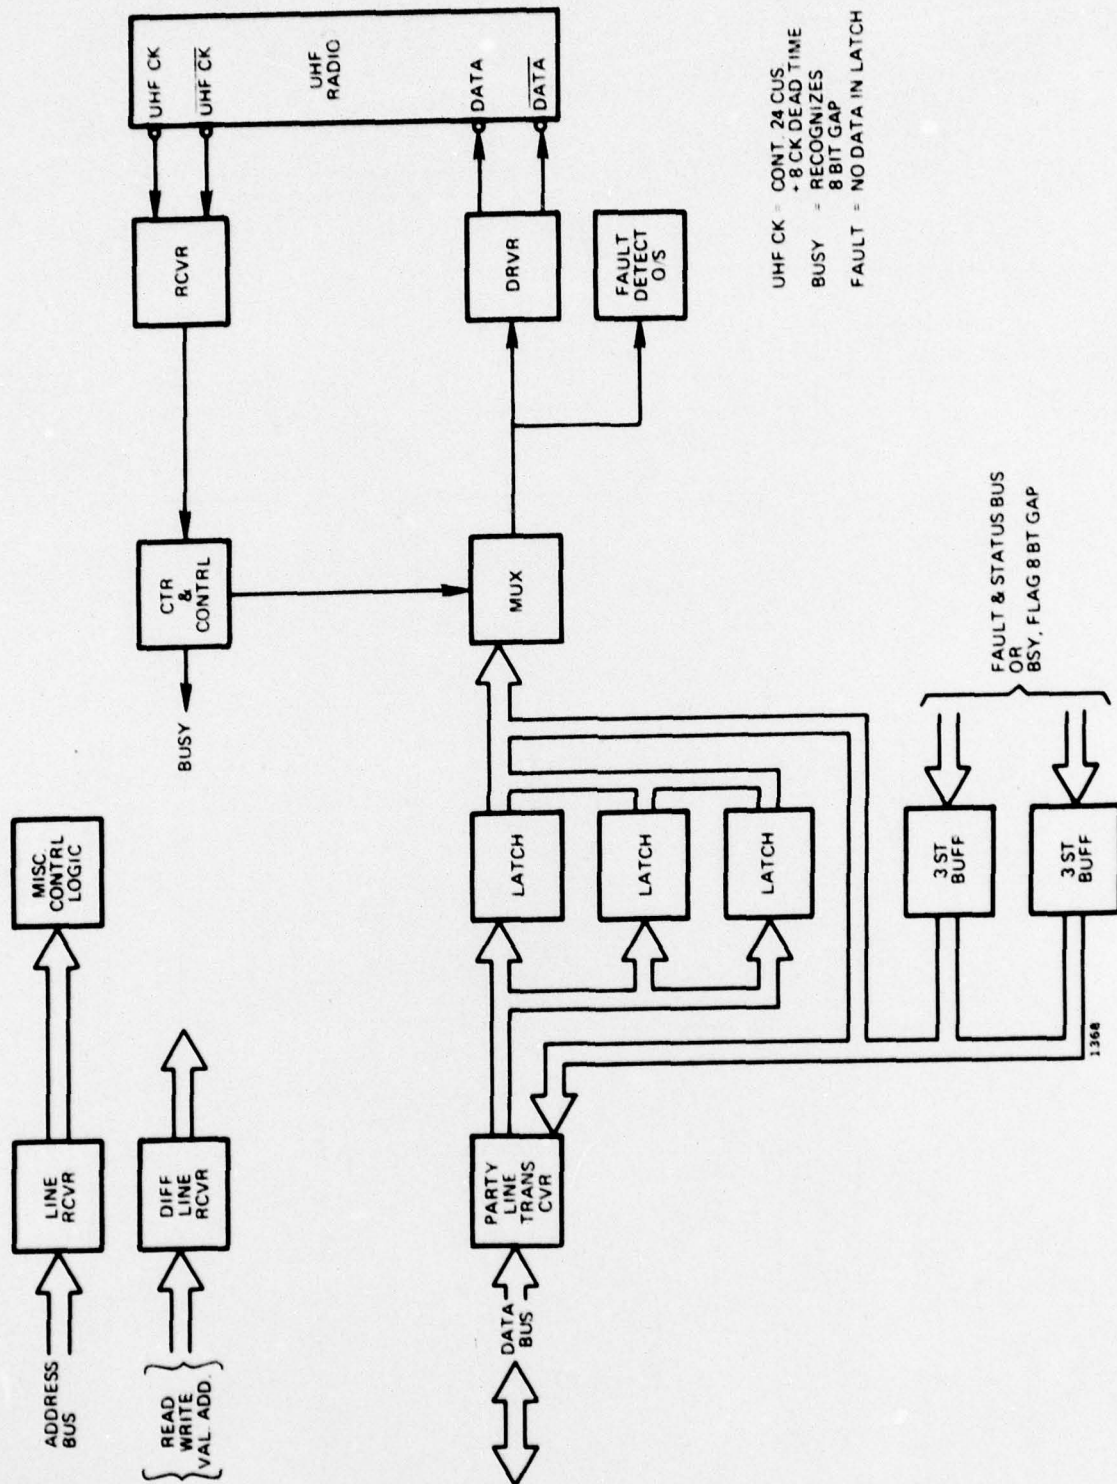 ADDRESS
BUS
LINE
RCVR
MISC.
CONTRL
LOGIC
READ
WRITE
VAL. ADD.
DIFF
LINE
RCVR
BUSY
CTR
&
CONTRL
RCVR
UHF CK
UHF CK
UHF
RADIO
DATA
DATA
DATA
BUS
PARTY
LINE
TRANS
CVR
LATCH
LATCH
LATCH
MUX
DRVR
FAULT
DETECT
O/S
3 ST
BUFF
3 ST
BUFF
FAULT & STATUS BUS
OR
BSY, FLAG 8 BT GAP
UHF CK = CONT. 24 CUS.
+ 8 CK DEAD TIME
BUSY = RECOGNIZES
8 BIT GAP
FAULT = NO DATA IN LATCH
1368